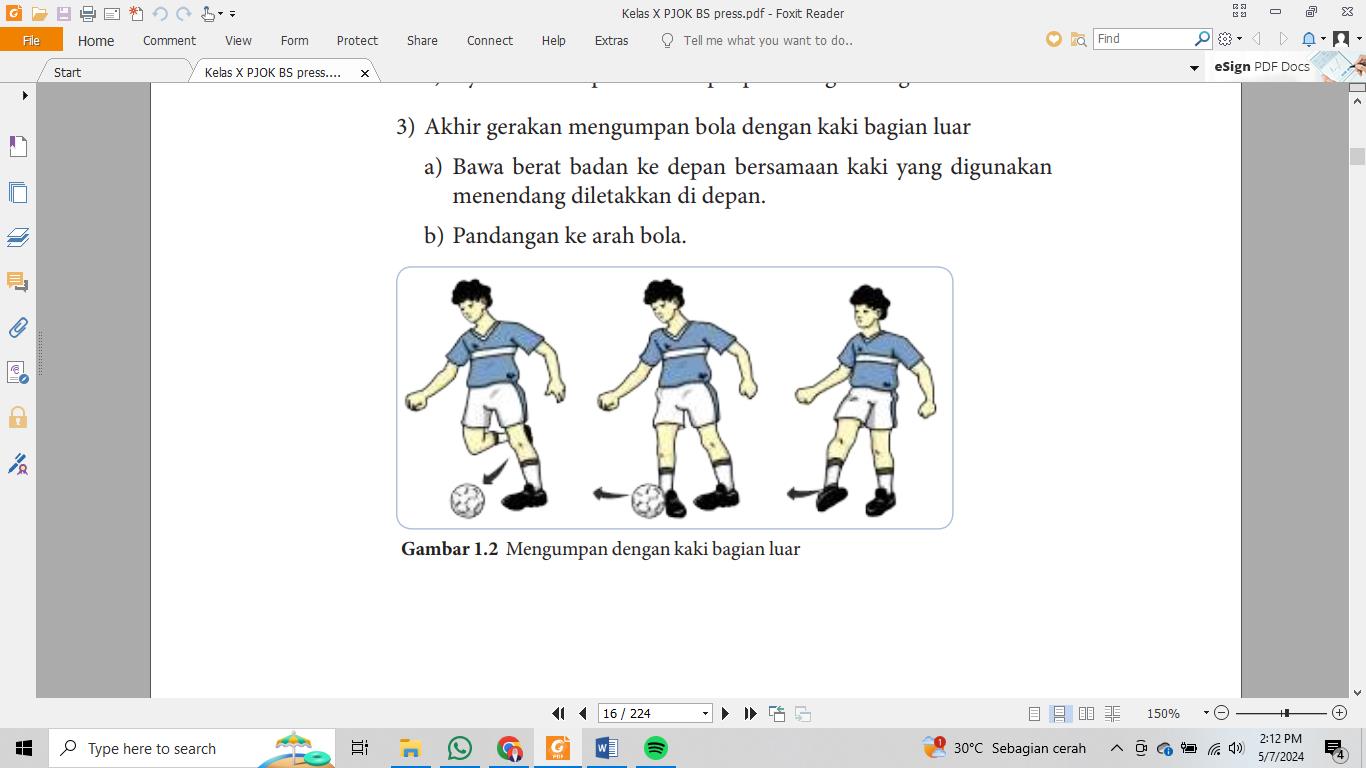 Kelas X PJOK BS press.pdf - Foxit Reader
File Home Comment View Form Protect Share Connect Help Extras Tell me what you want to do.. Find
Start Kelas X PJOK BS press.... eSign PDF Docs
3) Akhir gerakan mengumpan bola dengan kaki bagian luar
a) Bawa berat badan ke depan bersamaan kaki yang digunakan
menendang diletakkan di depan.
b) Pandangan ke arah bola.
Gambar 1.2 Mengumpan dengan kaki bagian luar
16 / 224 150%
Type here to search 30°C Sebagian cerah 2:12 PM
5/7/2024